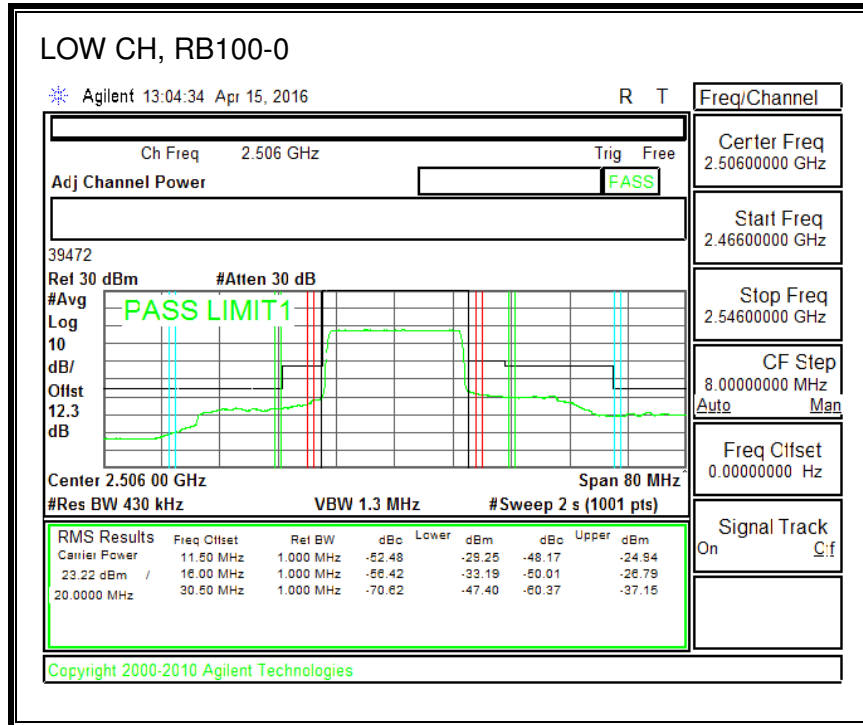 LOW CH, RB100-0
Agilent 13:04:34 Apr 15, 2016 R T
Freq/Channel
Ch Freq 2.506 GHz Trig Free
Adj Channel Power PASS
Center Freq
2.50600000 GHz
Start Freq
2.46600000 GHz
39472
Ref 30 dBm #Atten 30 dB
#Avg
Log
10
dB/
Offst
12.3
dB
PASS LIMIT1
Stop Freq
2.54600000 GHz
CF Step
8.00000000 MHz
Auto Man
Freq Offset
0.00000000 Hz
Center 2.506 00 GHz Span 80 MHz
#Res BW 430 kHz VBW 1.3 MHz #Sweep 2 s (1001 pts)
Signal Track
On Off
RMS Results Freq Offset Ref BW dBc Lower dBm dBc Upper dBm
Carrier Power 11.50 MHz 1.000 MHz -52.48 -29.25 -48.17 -24.94
23.22 dBm / 16.00 MHz 1.000 MHz -56.42 -33.19 -50.01 -26.79
20.0000 MHz 30.50 MHz 1.000 MHz -70.62 -47.40 -60.37 -37.15
Copyright 2000-2010 Agilent Technologies